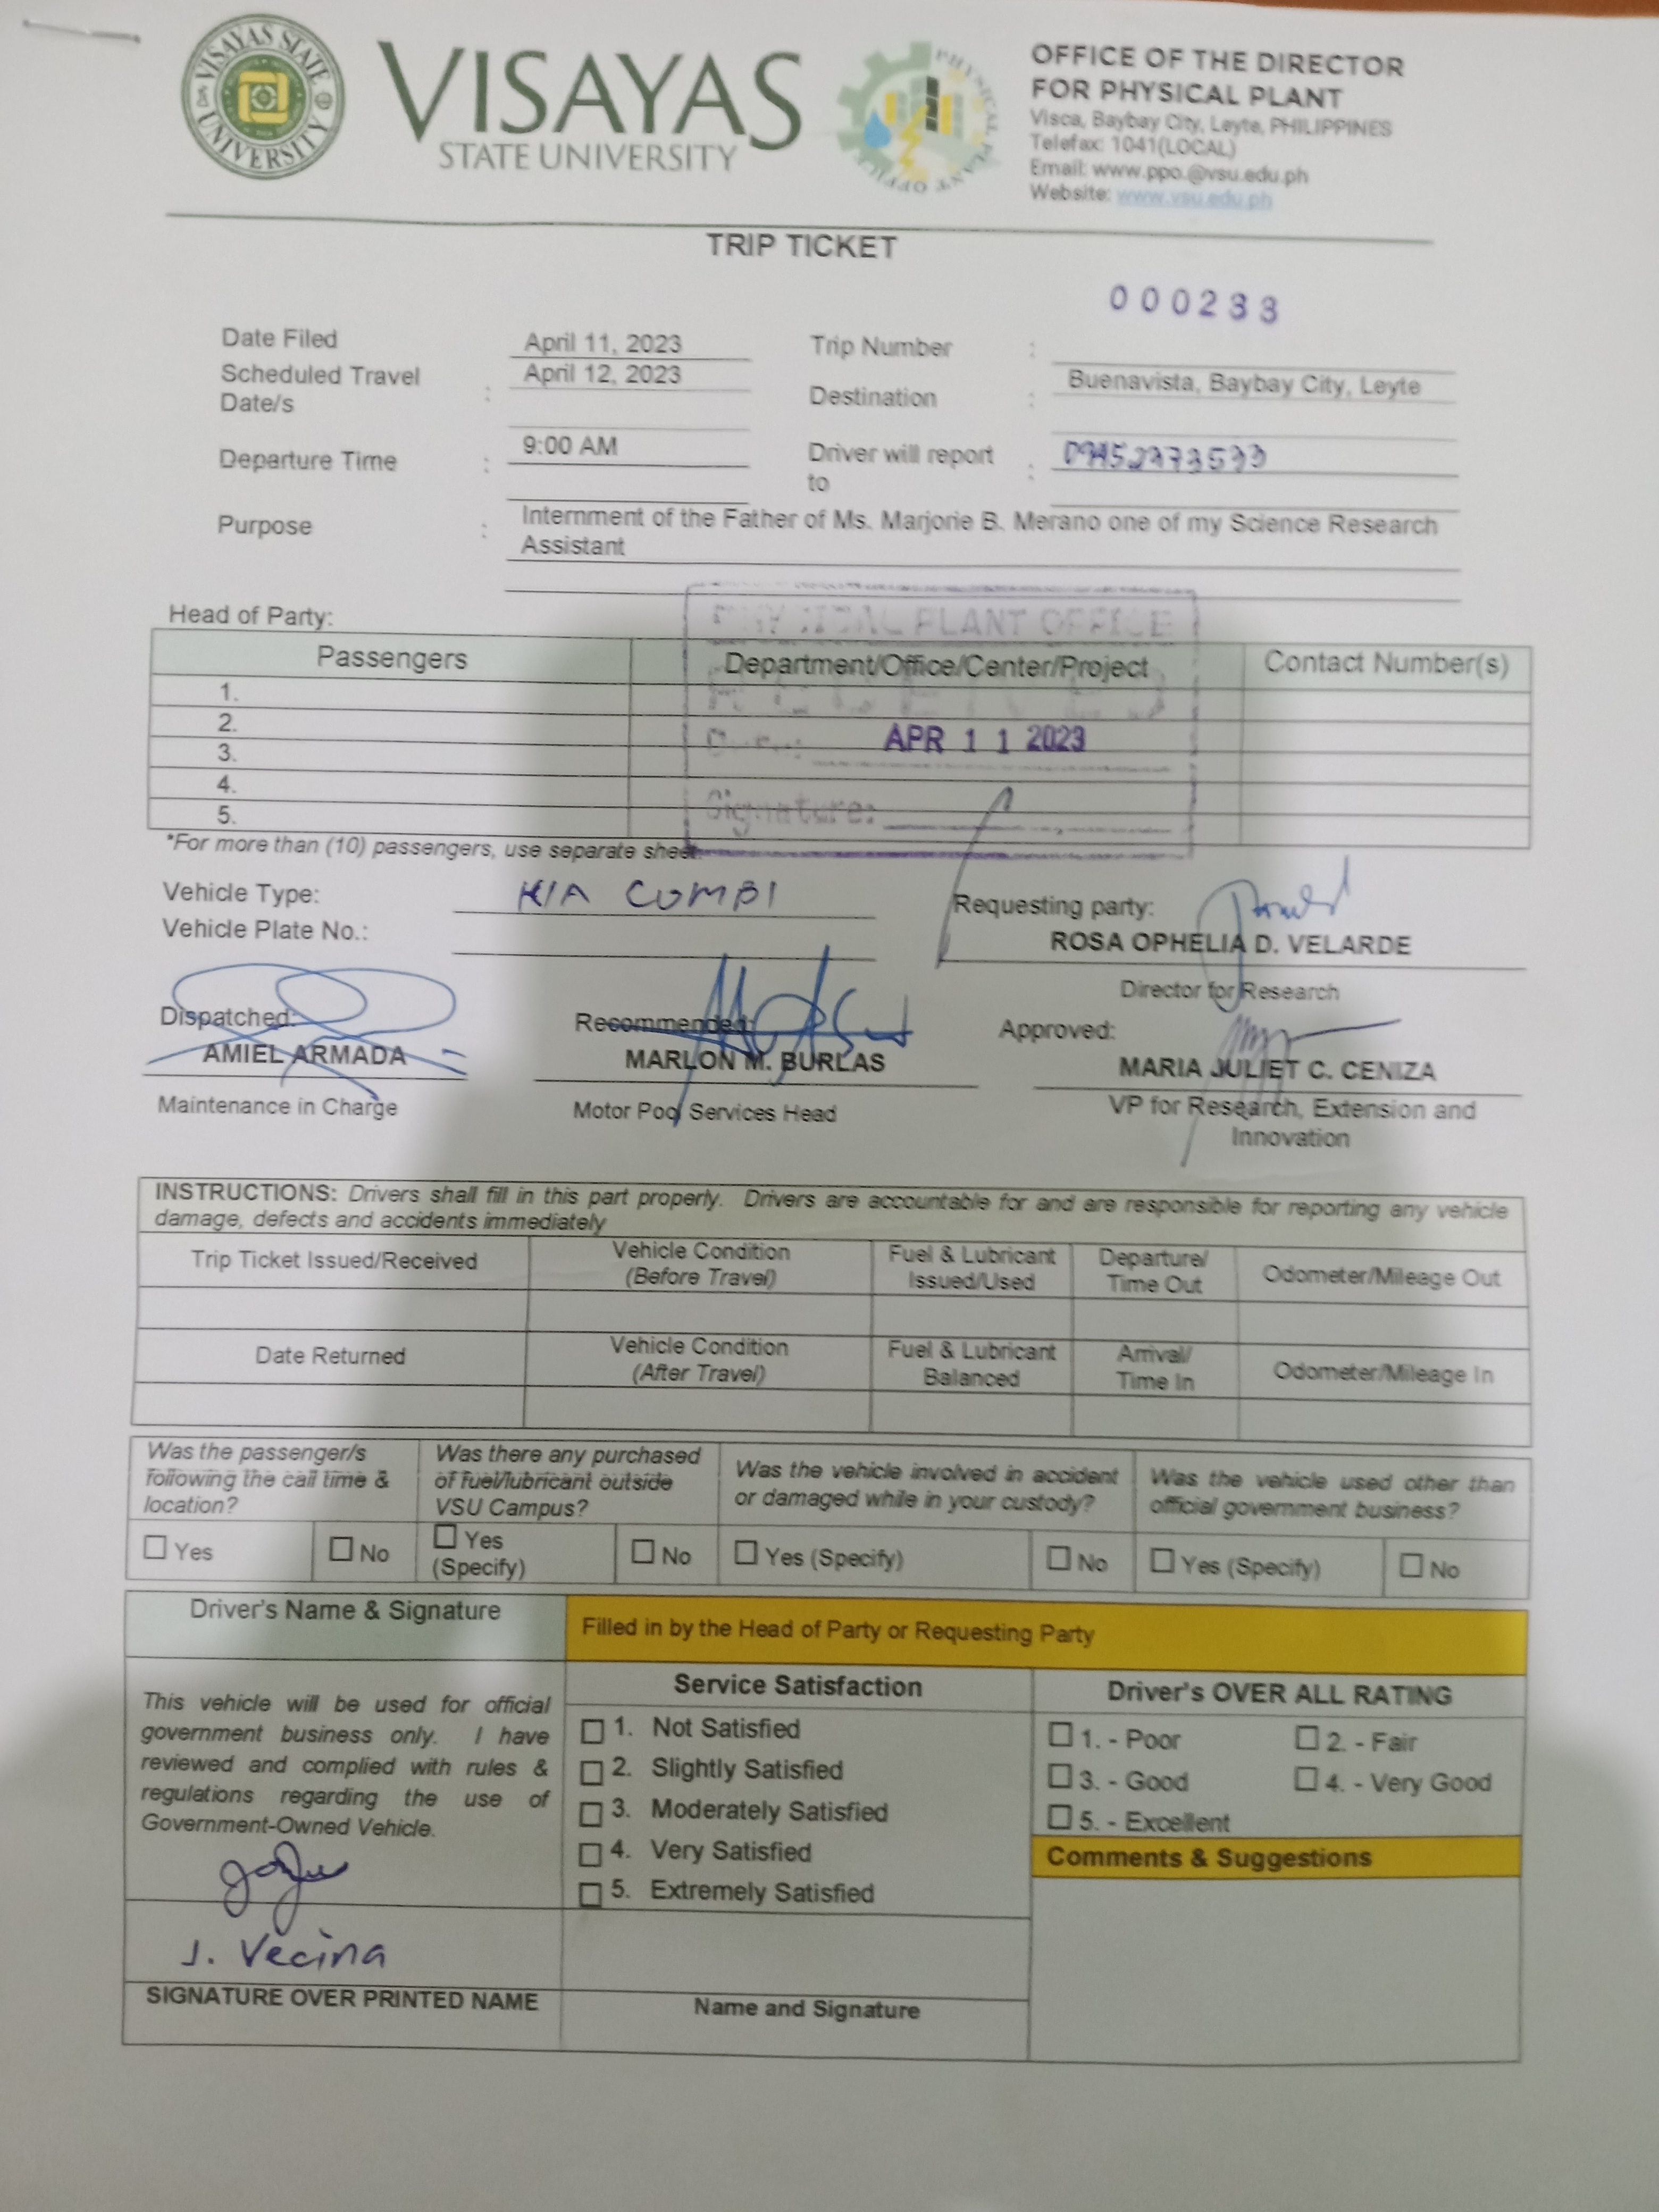 VISAYAS STATE UNIVERSITY
VISAYAS
STATE UNIVERSITY
PHYSICAL PLANT OFFICE
OFFICE OF THE DIRECTOR
FOR PHYSICAL PLANT
Visca, Baybay City, Leyte, PHILIPPINES
Telefax: 1041(LOCAL)
Email: www.ppo.@vsu.edu.ph
Website: www.vsu.edu.ph
TRIP TICKET
000233
Date Filed April 11, 2023 Trip Number :
Scheduled Travel Date/s : April 12, 2023 Destination : Buenavista, Baybay City, Leyte
Departure Time : 9:00 AM Driver will report to :
Purpose : Internment of the Father of Ms. Marjorie B. Merano one of my Science Research
Assistant
Head of Party:
PHYSICAL PLANT OFFICE
Passengers Department/Office/Center/Project Contact Number(s)
1.
2.
3.
4.
5.
APR 11 2023
Signature:
*For more than (10) passengers, use separate sheet.
Vehicle Type: KIA COMBI
Vehicle Plate No.:
Requesting party:
ROSA OPHELIA D. VELARDE
Director for Research
Dispatched: Recommended: Approved:
AMIEL ARMADA MARLON M. BURLAS MARIA JULIET C. CENIZA
Maintenance in Charge Motor Pool Services Head VP for Research, Extension and
Innovation
INSTRUCTIONS: Drivers shall fill in this part properly. Drivers are accountable for and are responsible for reporting any vehicle
damage, defects and accidents immediately
Trip Ticket Issued/Received Vehicle Condition (Before Travel) Fuel & Lubricant Issued/Used Departure/ Time Out Odometer/Mileage Out
Date Returned Vehicle Condition (After Travel) Fuel & Lubricant Balanced Arrival/ Time In Odometer/Mileage In
Was the passenger/s
following the call time &
location?
Was there any purchased
of fuel/lubricant outside
VSU Campus?
Was the vehicle involved in accident
or damaged while in your custody?
Was the vehicle used other than
official government business?
Yes No Yes (Specify) No Yes (Specify) No Yes (Specify) No
Driver's Name & Signature
Filled in by the Head of Party or Requesting Party
This vehicle will be used for official
government business only. I have
reviewed and complied with rules &
regulations regarding the use of
Government-Owned Vehicle.
J. Vecina
SIGNATURE OVER PRINTED NAME
Service Satisfaction
1. Not Satisfied
2. Slightly Satisfied
3. Moderately Satisfied
4. Very Satisfied
5. Extremely Satisfied
Name and Signature
Driver's OVER ALL RATING
1. - Poor 2. - Fair
3. - Good 4. - Very Good
5. - Excellent
Comments & Suggestions